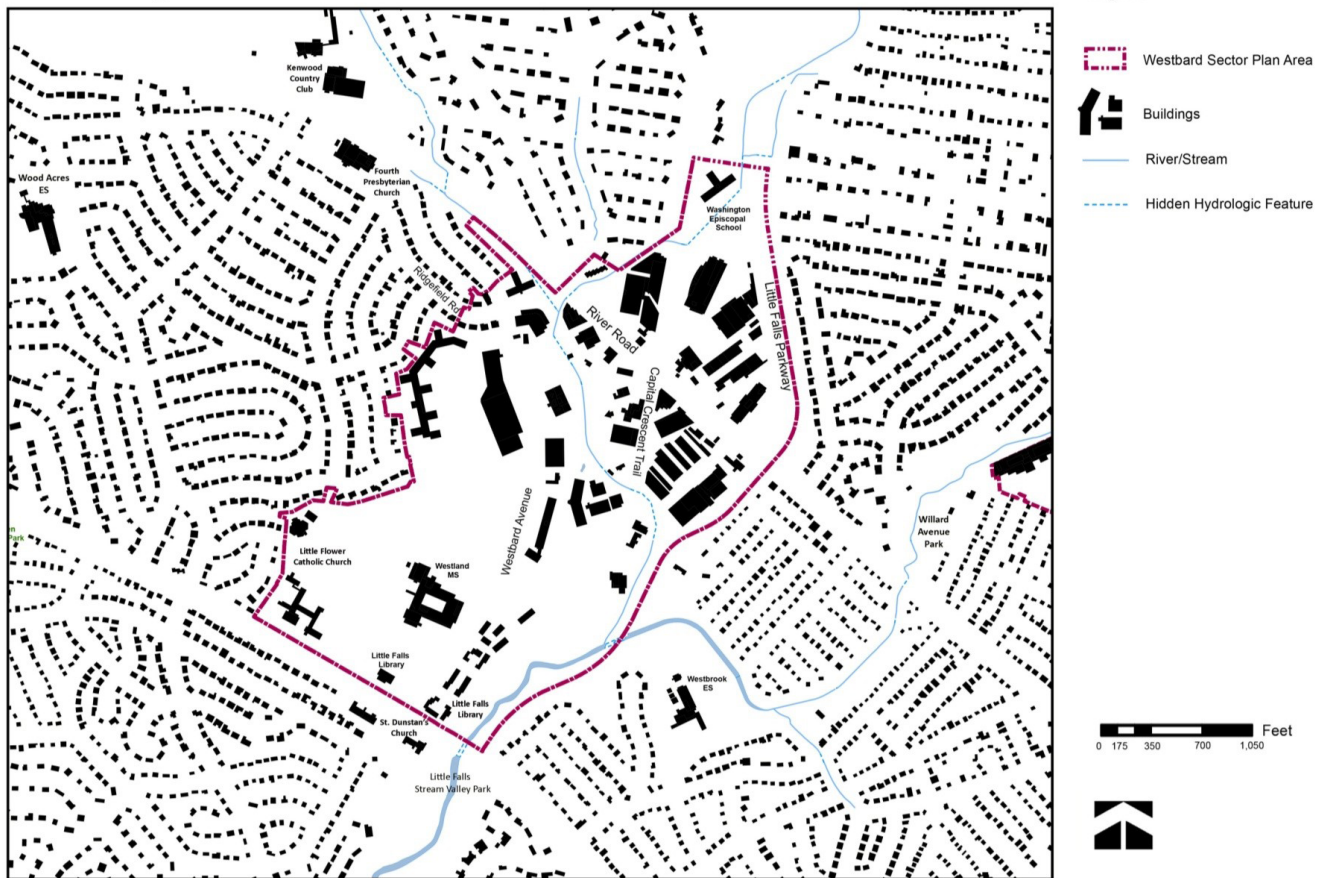 Kenwood
Country
Club
Fourth
Presbyterian
Church
Wood Acres
ES
Washington
Episcopal
School
Ridgefield Rd
River Road
Little Falls Parkway
Capital Crescent Trail
Westbard Avenue
Willard
Avenue
Park
Park
Little Flower
Catholic Church
Westland
MS
Little Falls
Library
Little Falls
Library
St. Dunstan's
Church
Westbrook
ES
Little Falls
Stream Valley Park
Westbard Sector Plan Area
Buildings
River/Stream
Hidden Hydrologic Feature
Feet
0 175 350 700 1,050